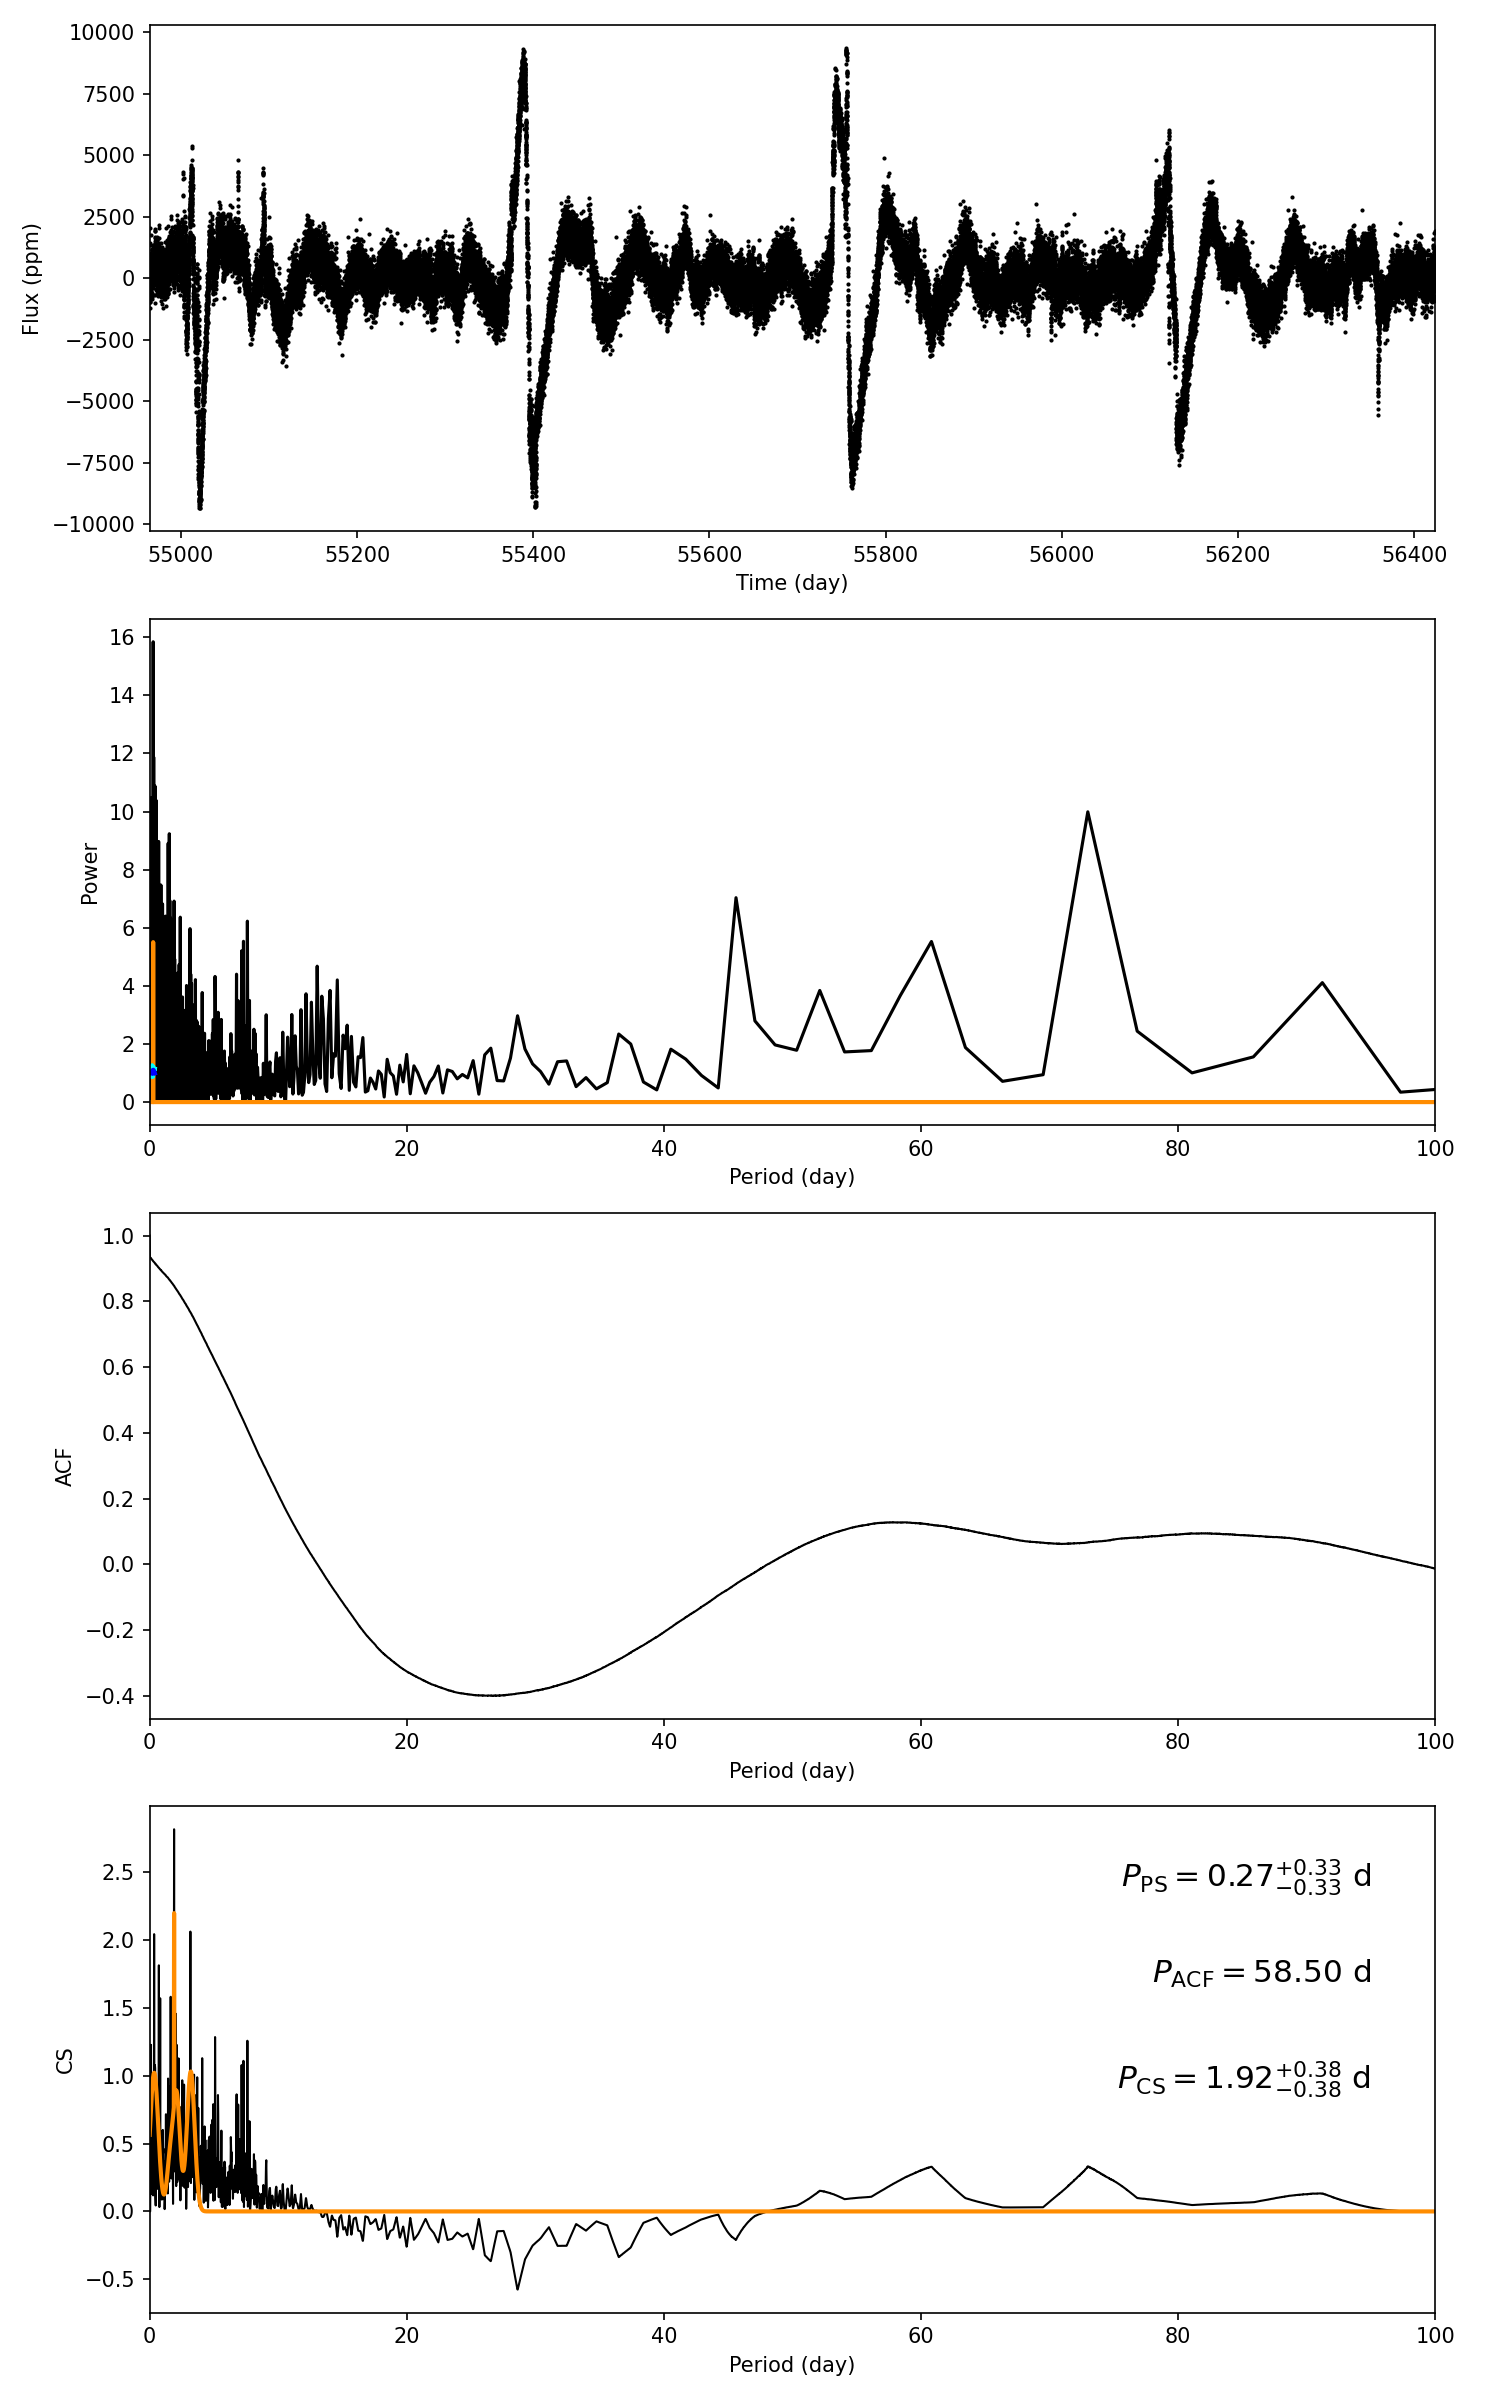 10000
7500
5000
2500
0
−2500
−5000
−7500
−10000
Flux (ppm)
55000 55200 55400 55600 55800 56000 56200 56400
Time (day)
16
14
12
10
8
6
4
2
0
Power
0 20 40 60 80 100
Period (day)
1.0
0.8
0.6
0.4
0.2
0.0
−0.2
−0.4
ACF
0 20 40 60 80 100
Period (day)
2.5
2.0
1.5
1.0
0.5
0.0
−0.5
CS
P_PS = 0.27 +0.33 −0.33 d
P_ACF = 58.50 d
P_CS = 1.92 +0.38 −0.38 d
0 20 40 60 80 100
Period (day)